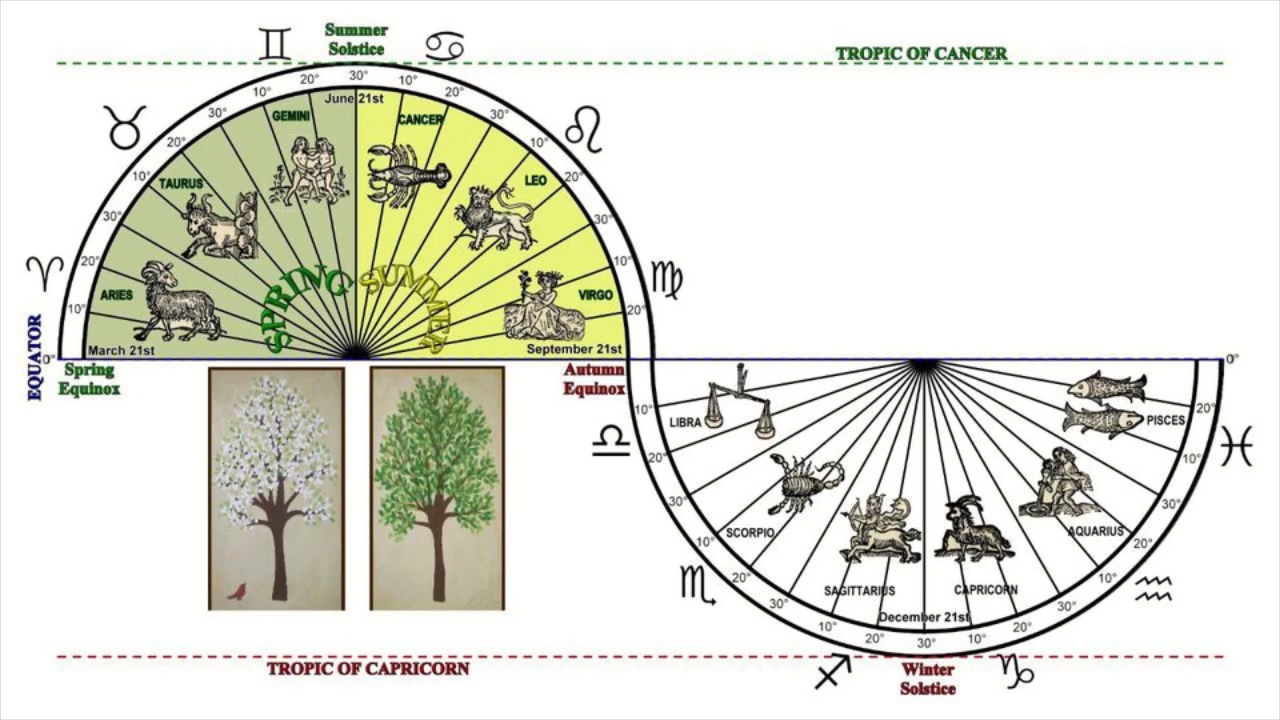 Summer
Solstice
TROPIC OF CANCER
♊
♋
20°
30°
10°
10°
20°
June 21st
30°
30°
GEMINI
CANCER
♉
♌
20°
10°
10°
20°
TAURUS
LEO
30°
30°
♈
♍
20°
10°
SPRING
SUMMER
ARIES
VIRGO
10°
20°
EQUATOR
0°
March 21st
September 21st
0°
Spring
Equinox
Autumn
Equinox
10°
20°
LIBRA
PISCES
♎
♓
20°
10°
30°
30°
SCORPIO
AQUARIUS
10°
20°
♏
♒
20°
10°
SAGITTARIUS
CAPRICORN
30°
30°
December 21st
10°
20°
20°
30°
10°
TROPIC OF CAPRICORN
♐
Winter
Solstice
♑